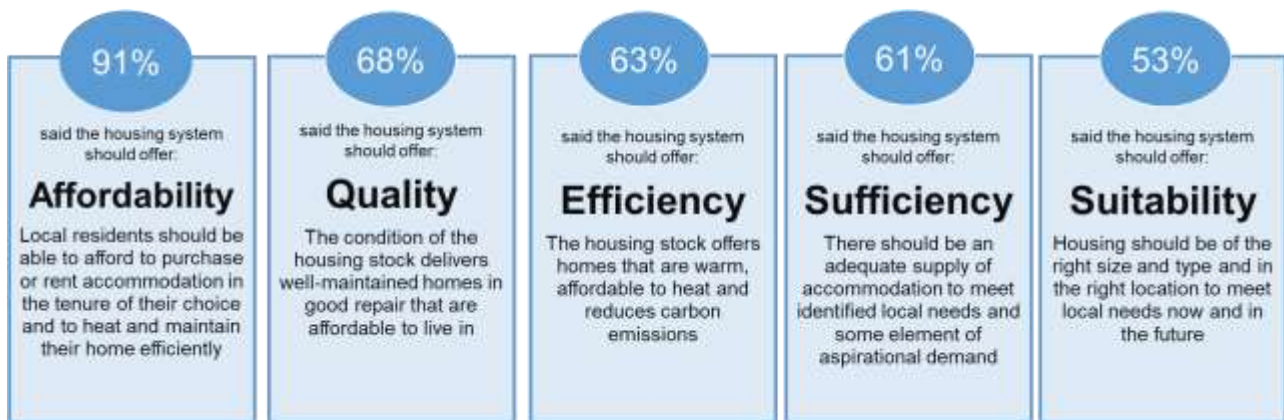 91%
said the housing system
should offer:
Affordability
Local residents should be
able to afford to purchase
or rent accommodation in
the tenure of their choice
and to heat and maintain
their home efficiently
68%
said the housing system
should offer:
Quality
The condition of the
housing stock delivers
well-maintained homes in
good repair that are
affordable to live in
63%
said the housing system
should offer:
Efficiency
The housing stock offers
homes that are warm,
affordable to heat and
reduces carbon
emissions
61%
said the housing system
should offer:
Sufficiency
There should be an
adequate supply of
accommodation to meet
identified local needs and
some element of
aspirational demand
53%
said the housing system
should offer:
Suitability
Housing should be of the
right size and type and in
the right location to meet
local needs now and in
the future